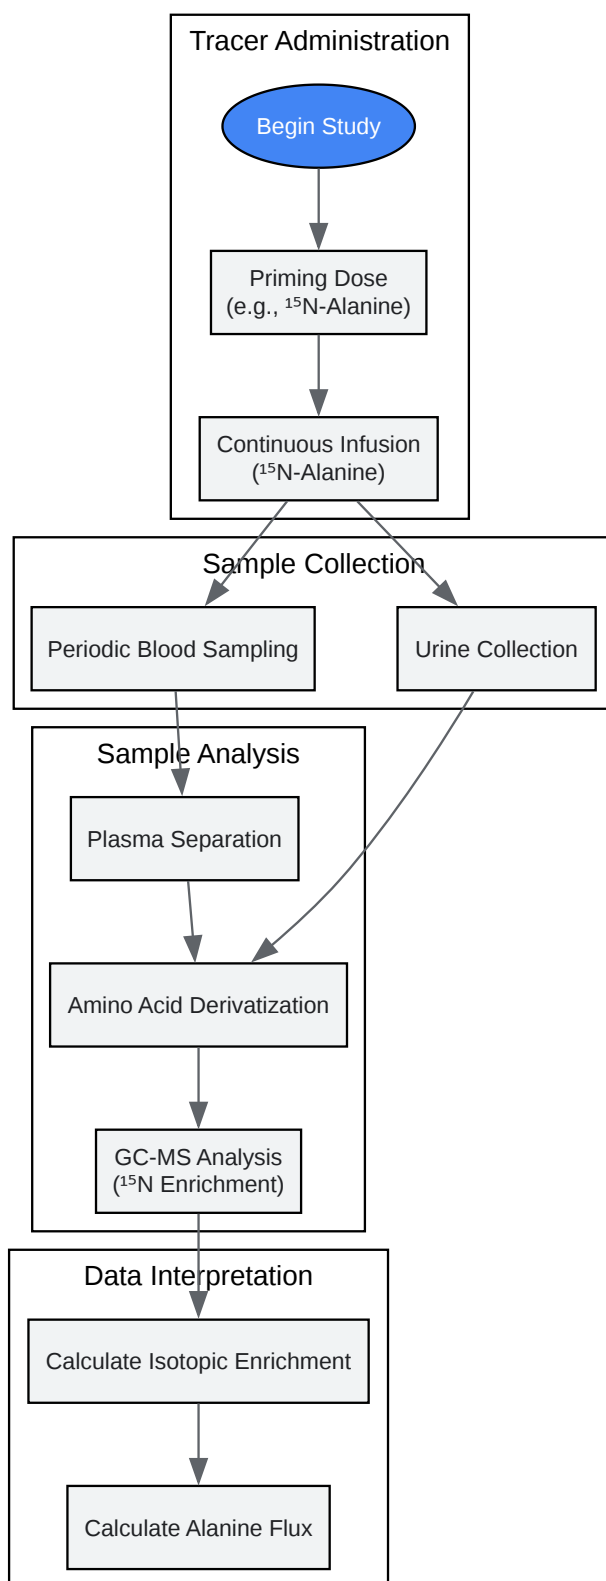 Tracer Administration
Begin Study
Priming Dose
(e.g., ¹⁵N-Alanine)
Continuous Infusion
(¹⁵N-Alanine)
Sample Collection
Periodic Blood Sampling
Urine Collection
Sample Analysis
Plasma Separation
Amino Acid Derivatization
GC-MS Analysis
(¹⁵N Enrichment)
Data Interpretation
Calculate Isotopic Enrichment
Calculate Alanine Flux